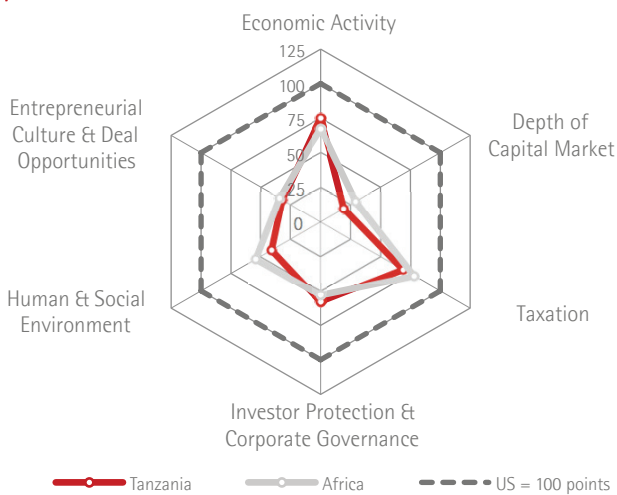 Economic Activity
125
100
75
50
25
0
Entrepreneurial
Culture & Deal
Opportunities
Depth of
Capital Market
Human & Social
Environment
Taxation
Investor Protection &
Corporate Governance
Tanzania
Africa
US = 100 points